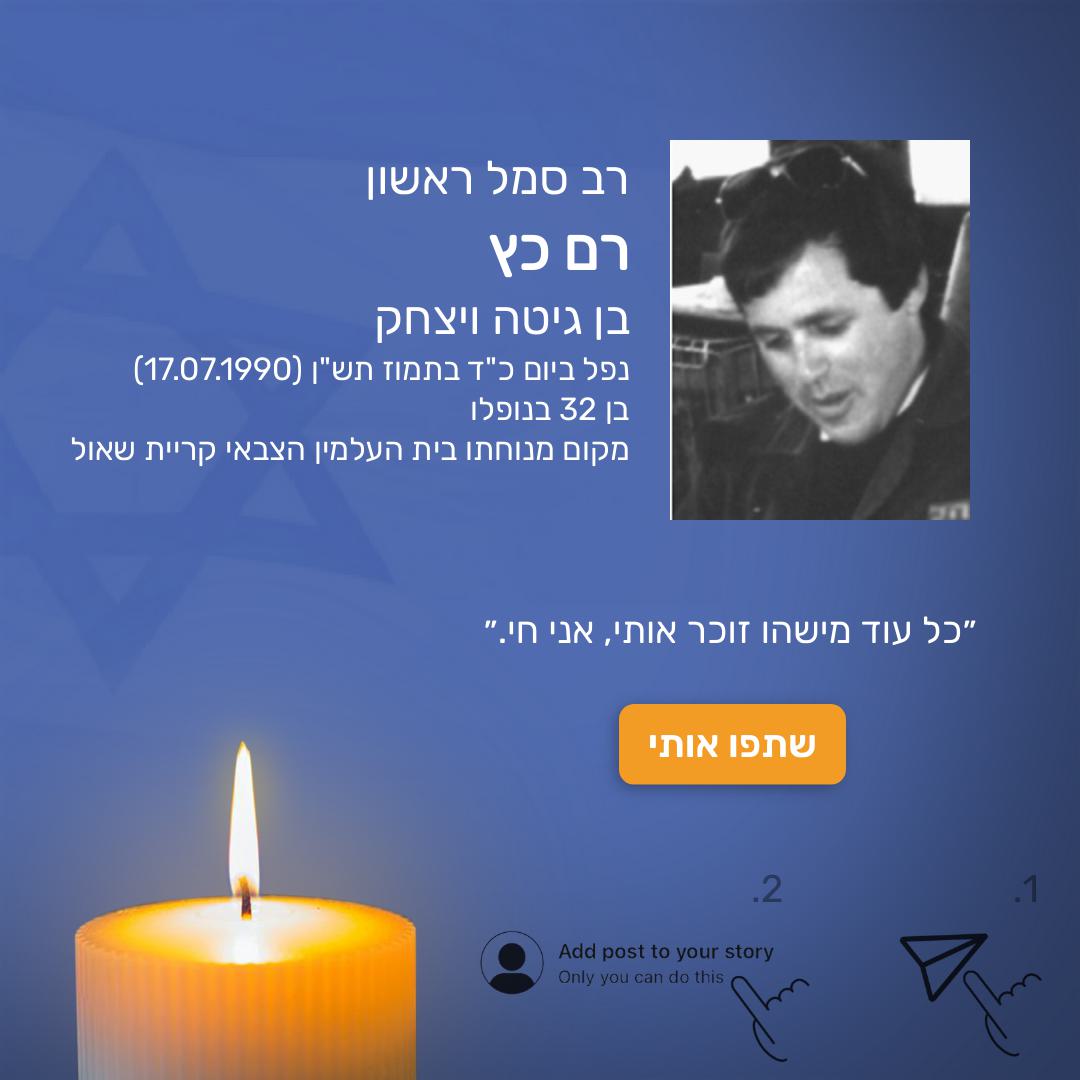 רב סמל ראשון
רם כץ
בן גיטה ויצחק
נפל ביום כ"ד בתמוז תש"ן (17.07.1990)
בן 32 בנופלו
מקום מנוחתו בית העלמין הצבאי קריית שאול
״כל עוד מישהו זוכר אותי, אני חי.״
שתפו אותי
1.
2.
Add post to your story
Only you can do this